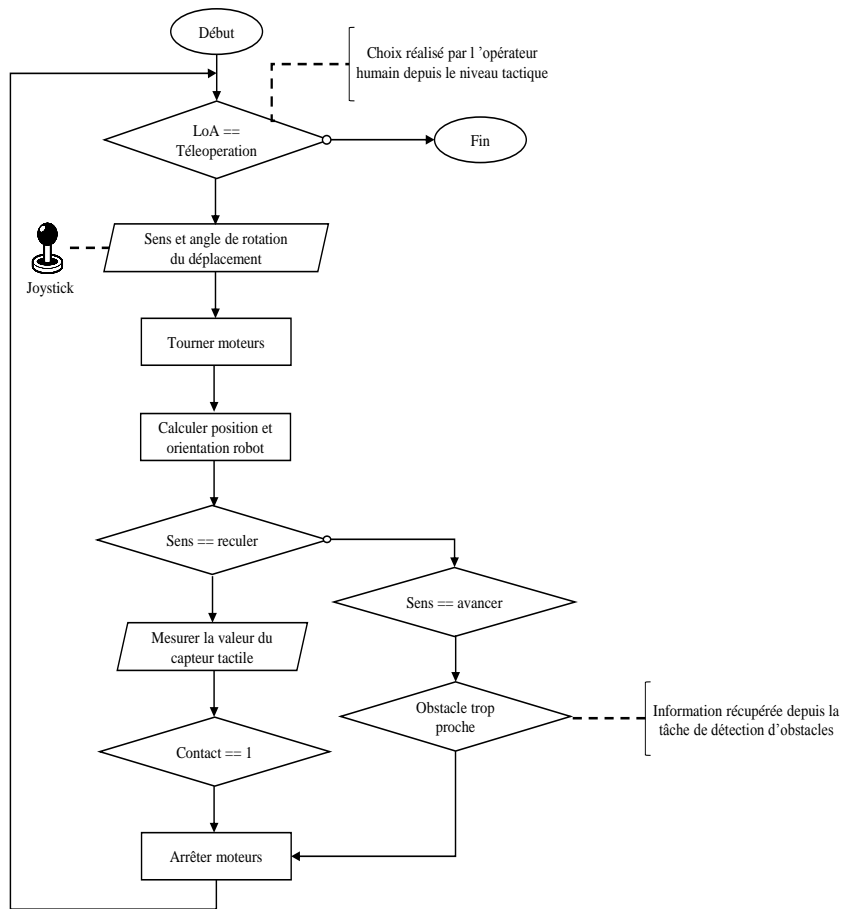 Début
Choix réalisé par l ’opérateur
humain depuis le niveau tactique
LoA ==
Téleoperation
Fin
Sens et angle de rotation
du déplacement
Joystick
Tourner moteurs
Calculer position et
orientation robot
Sens == reculer
Sens == avancer
Mesurer la valeur du
capteur tactile
Obstacle trop
proche
Information récupérée depuis la
tâche de détection d’obstacles
Contact == 1
Arrêter moteurs